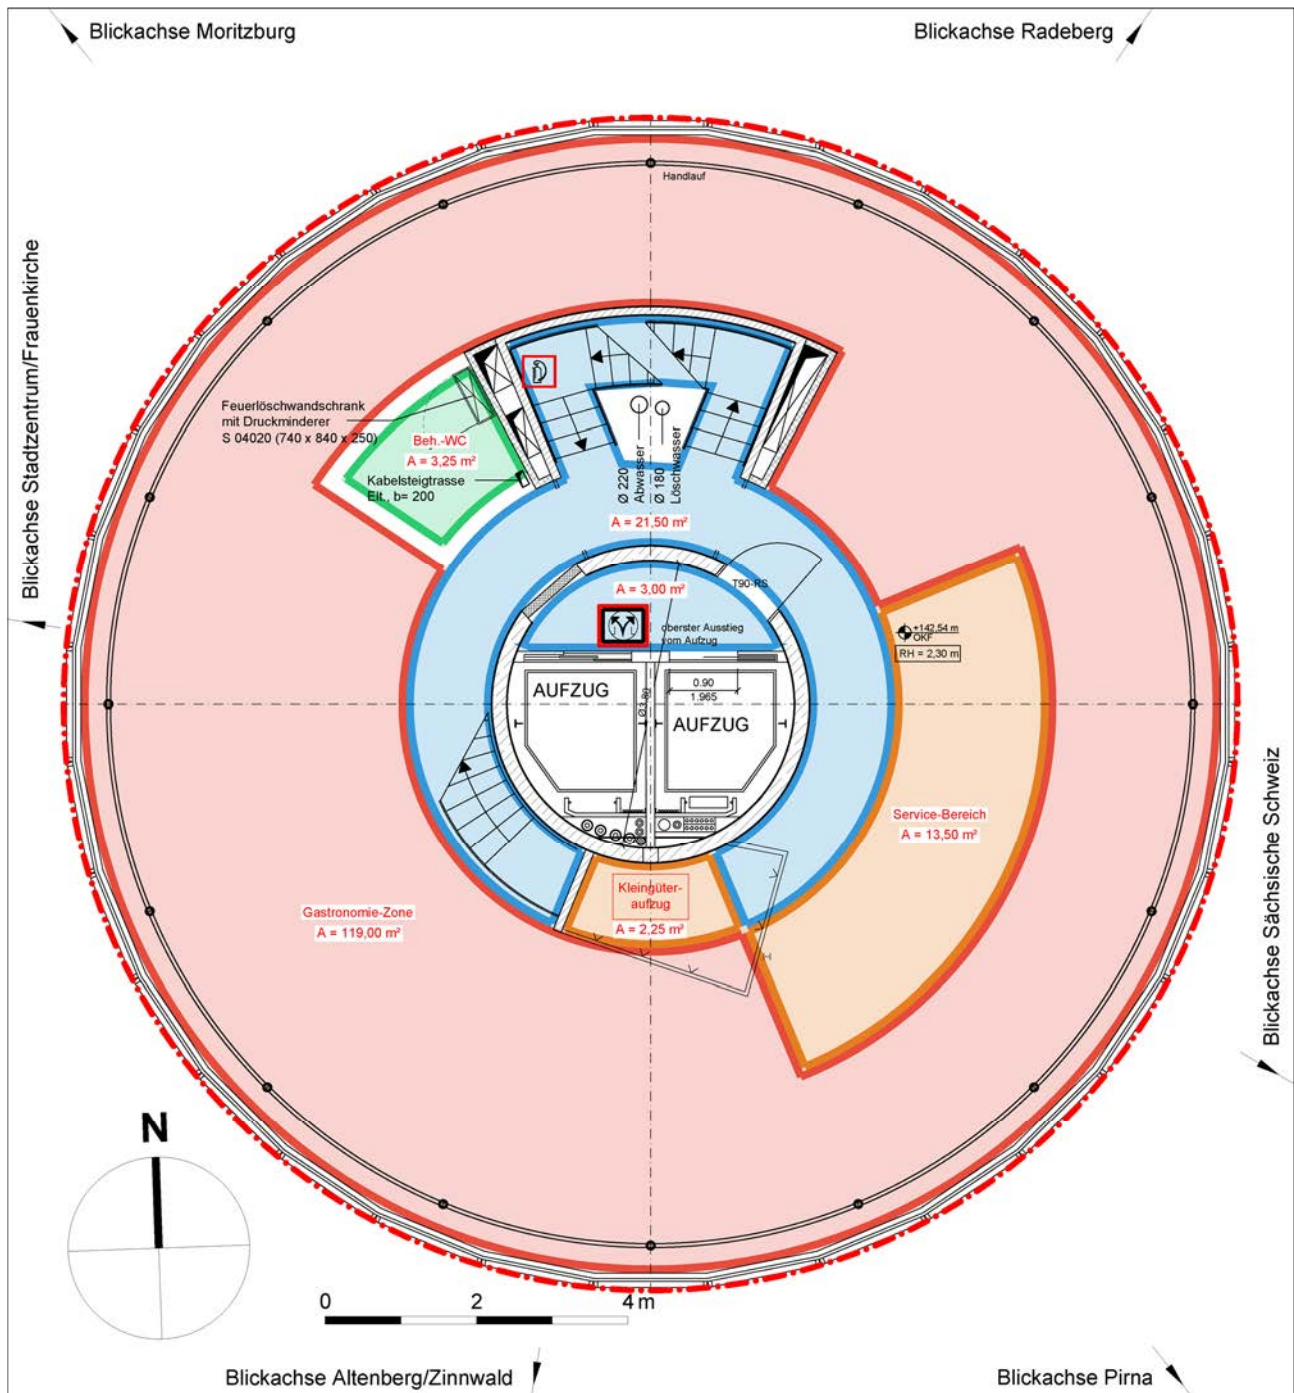 Blickachse Moritzburg
Blickachse Radeberg
Handlauf
Blickachse Stadtzentrum/Frauenkirche
Feuerlöschwandschrank
mit Druckminderer
S 04020 (740 x 840 x 250)
Beh.-WC
A = 3,25 m²
Kabelsteigtrasse
Elt., b= 200
Ø 220
Abwasser
Ø 180
Löschwasser
A = 21,50 m²
A = 3,00 m²
T90-RS
oberster Ausstieg
vom Aufzug
+142,54 m
OKF
RH = 2,30 m
AUFZUG
0.90
1.965
AUFZUG
Service-Bereich
A = 13,50 m²
Kleingüter-
aufzug
A = 2,25 m²
Gastronomie-Zone
A = 119,00 m²
Blickachse Sächsische Schweiz
N
0 2 4 m
Blickachse Altenberg/Zinnwald
Blickachse Pirna